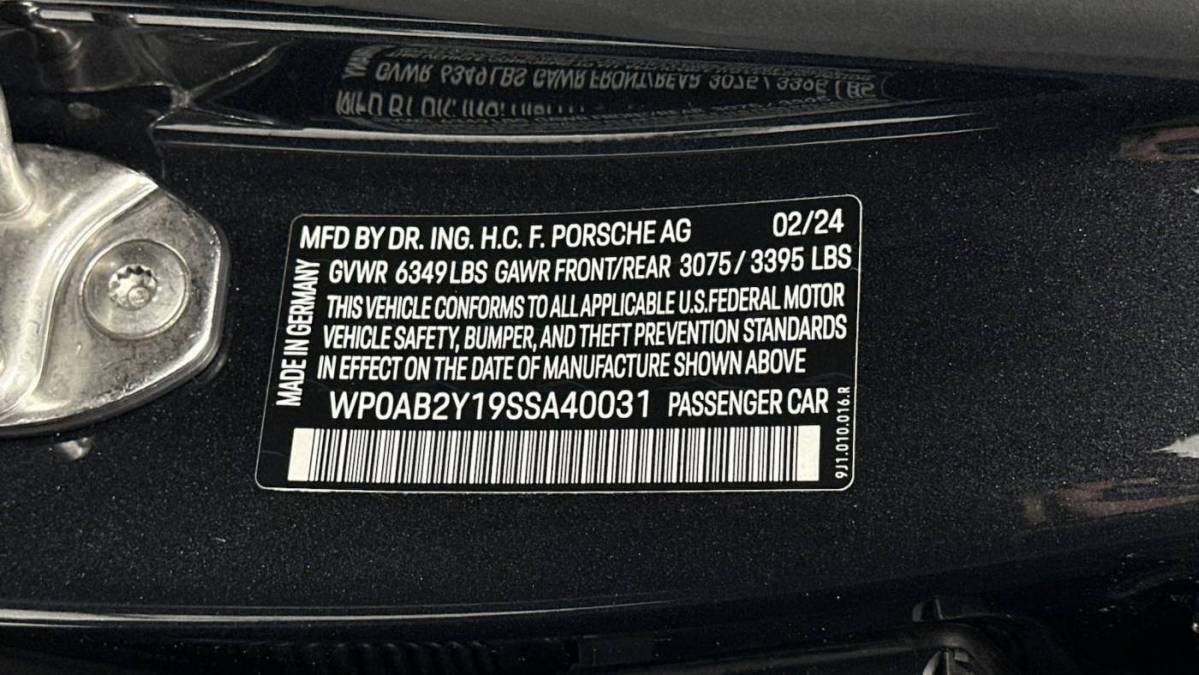 MFD BY DR. ING. H.C. F. PORSCHE AG 02/24
GVWR 6349 LBS GAWR FRONT/REAR 3075 / 3395 LBS
THIS VEHICLE CONFORMS TO ALL APPLICABLE U.S.FEDERAL MOTOR
VEHICLE SAFETY, BUMPER, AND THEFT PREVENTION STANDARDS
IN EFFECT ON THE DATE OF MANUFACTURE SHOWN ABOVE
WP0AB2Y19SSA40031 PASSENGER CAR
MADE IN GERMANY
9J1.010.016.R